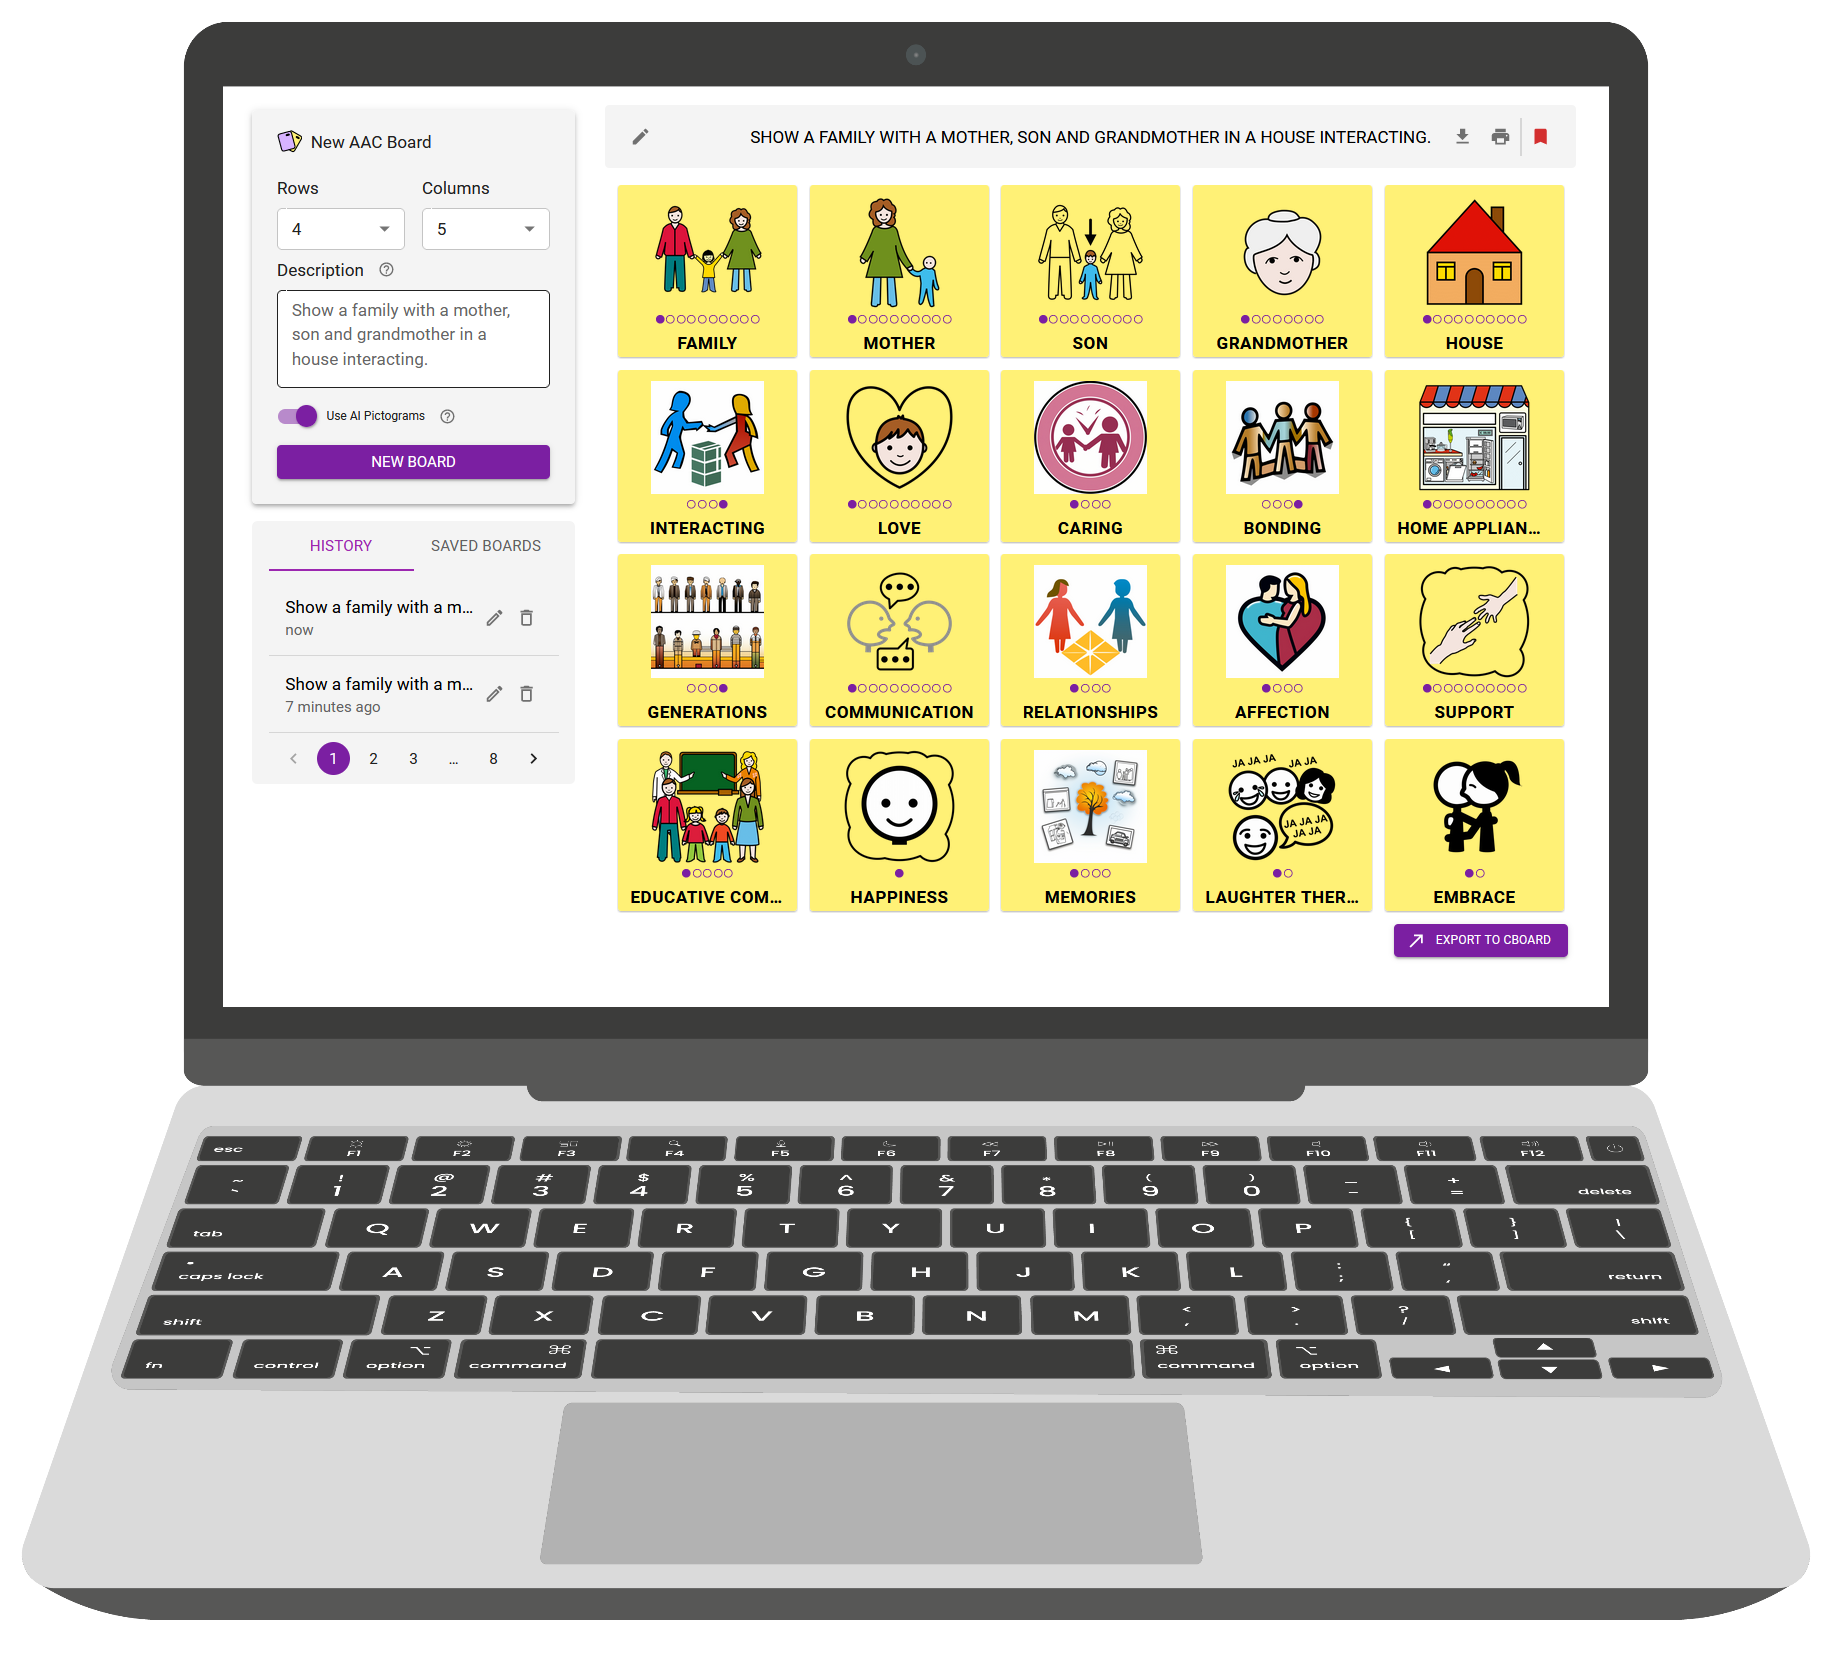 New AAC Board
Rows
Columns
4
5
Description
Show a family with a mother,
son and grandmother in a
house interacting.
Use AI Pictograms
NEW BOARD
HISTORY
SAVED BOARDS
Show a family with a m...
now
Show a family with a m...
7 minutes ago
1 2 3 ... 8
SHOW A FAMILY WITH A MOTHER, SON AND GRANDMOTHER IN A HOUSE INTERACTING.
FAMILY
MOTHER
SON
GRANDMOTHER
HOUSE
INTERACTING
LOVE
CARING
BONDING
HOME APPLIAN...
GENERATIONS
COMMUNICATION
RELATIONSHIPS
AFFECTION
SUPPORT
EDUCATIVE COM...
HAPPINESS
MEMORIES
JA JA JA
JA JA
JA JA JA
JA JA
LAUGHTER THER...
EMBRACE
EXPORT TO CBOARD
esc F1 F2 F3 F4 F5 F6 F7 F8 F9 F10 F11 F12
~ ! @ # $ % ^ & * ( ) _ +
` 1 2 3 4 5 6 7 8 9 0 - = delete
tab Q W E R T Y U I O P { [ } ] | \
caps lock A S D F G H J K L : ; " ' return
shift Z X C V B N M < , > . ? / shift
fn control option command command option